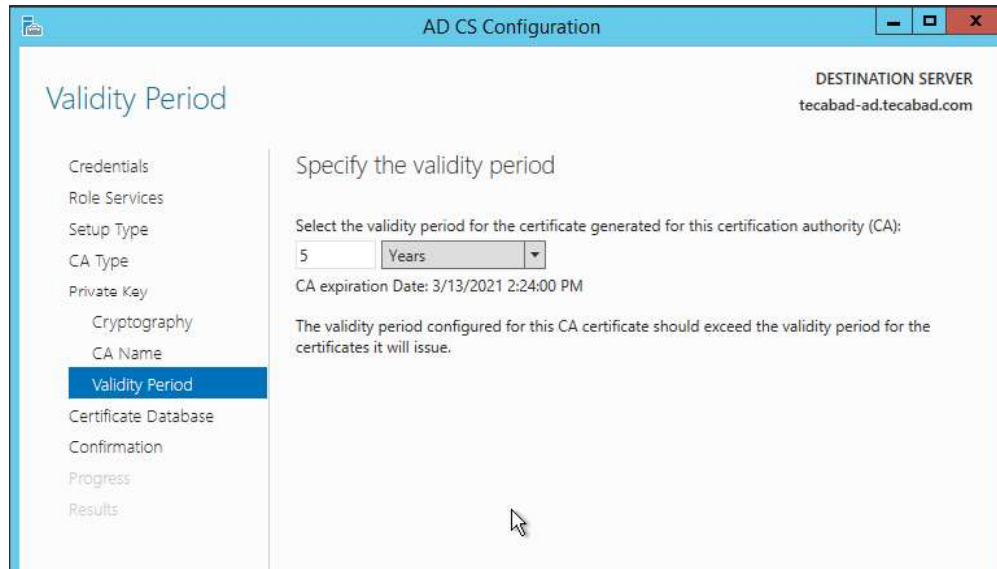 AD CS Configuration
Validity Period
DESTINATION SERVER
tecabad-ad.tecabad.com
Credentials
Role Services
Setup Type
CA Type
Private Key
Cryptography
CA Name
Validity Period
Certificate Database
Confirmation
Progress
Results
Specify the validity period
Select the validity period for the certificate generated for this certification authority (CA):
5 Years
CA expiration Date: 3/13/2021 2:24:00 PM
The validity period configured for this CA certificate should exceed the validity period for the
certificates it will issue.